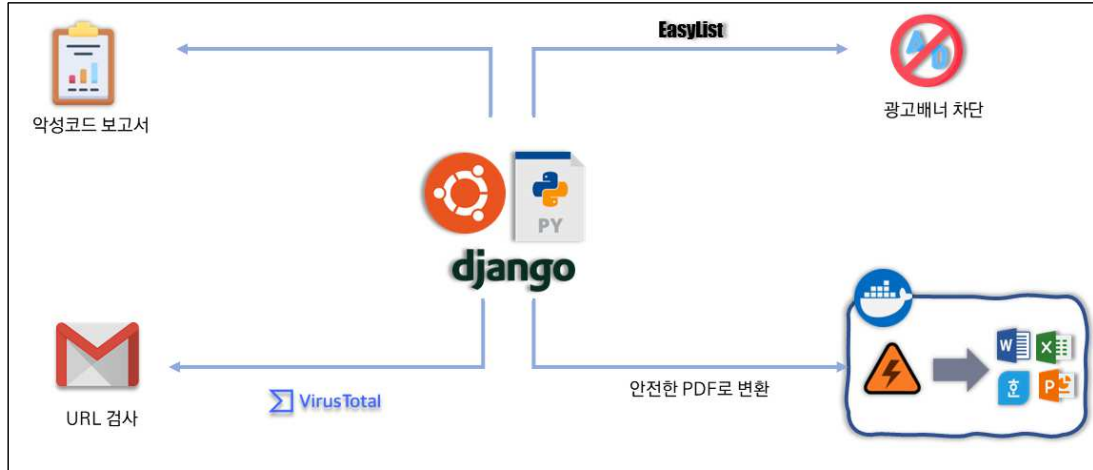 EasyList
악성코드 보고서
광고배너 차단
PY
django
W
X
안전한 PDF로 변환
호
P
VirusTotal
URL 검사